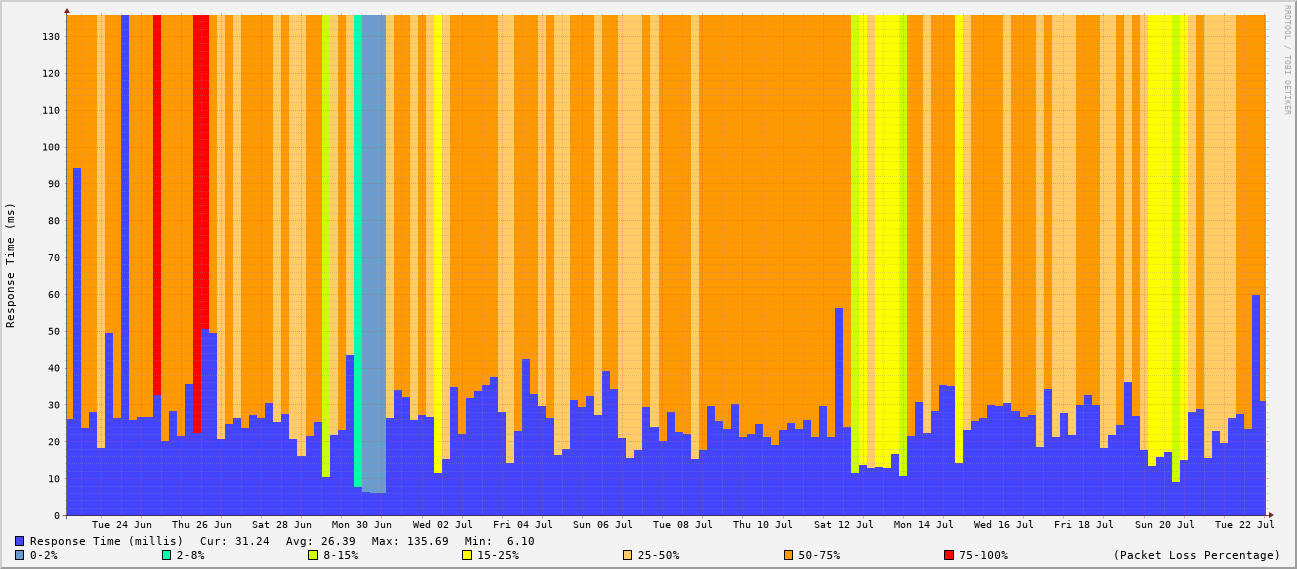 RRDTOOL / TOBI OETIKER
Response Time (ms)
130
120
110
100
90
80
70
60
50
40
30
20
10
0
Tue 24 Jun Thu 26 Jun Sat 28 Jun Mon 30 Jun Wed 02 Jul Fri 04 Jul Sun 06 Jul Tue 08 Jul Thu 10 Jul Sat 12 Jul Mon 14 Jul Wed 16 Jul Fri 18 Jul Sun 20 Jul Tue 22 Jul
Response Time (millis) Cur: 31.24 Avg: 26.39 Max: 135.69 Min: 6.10
0-2% 2-8% 8-15% 15-25% 25-50% 50-75% 75-100% (Packet Loss Percentage)